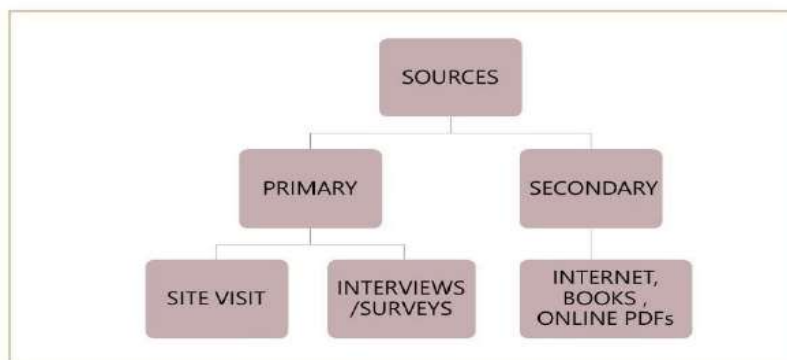 SOURCES
PRIMARY
SECONDARY
SITE VISIT
INTERVIEWS
/SURVEYS
INTERNET,
BOOKS ,
ONLINE PDFs